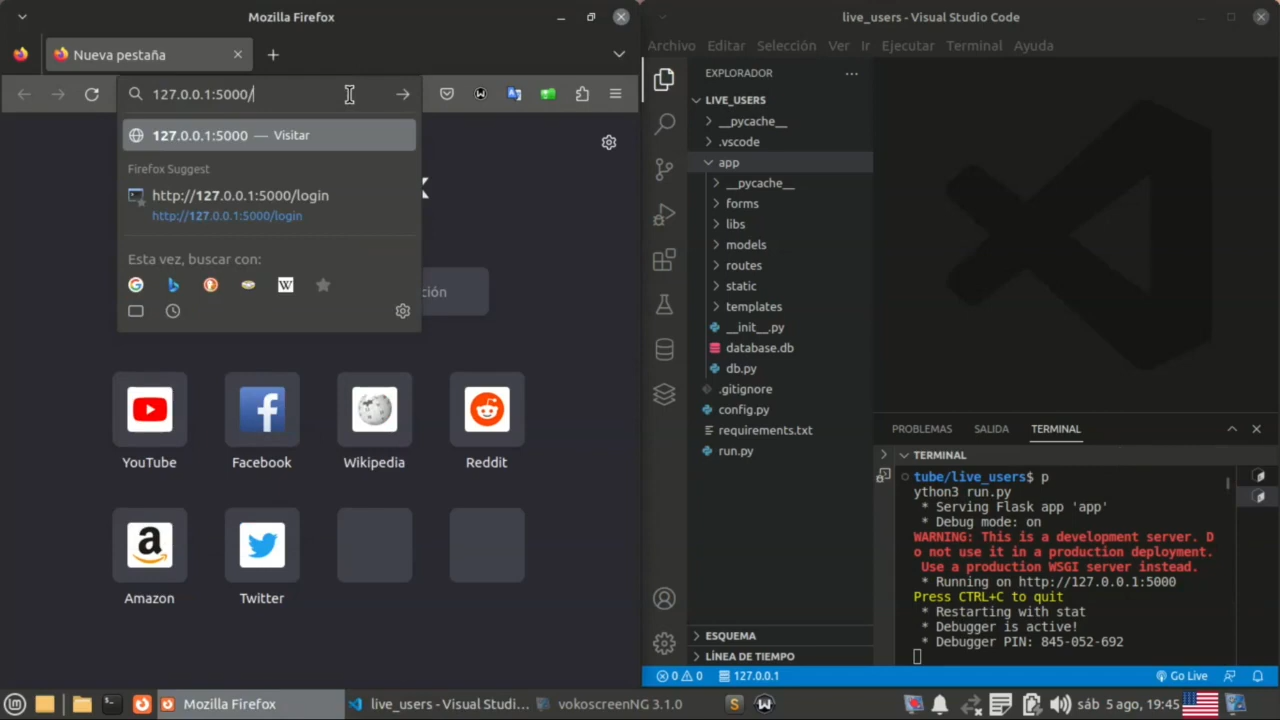 Mozilla Firefox
Nueva pestaña
127.0.0.1:5000/
127.0.0.1:5000 — Visitar
Firefox Suggest
http://127.0.0.1:5000/login
http://127.0.0.1:5000/login
Esta vez, buscar con:
ción
YouTube
Facebook
Wikipedia
Reddit
Amazon
Twitter
live_users - Visual Studio Code
Archivo Editar Selección Ver Ir Ejecutar Terminal Ayuda
EXPLORADOR
LIVE_USERS
__pycache__
.vscode
app
__pycache__
forms
libs
models
routes
static
templates
__init__.py
database.db
db.py
.gitignore
config.py
requirements.txt
run.py
ESQUEMA
LÍNEA DE TIEMPO
PROBLEMAS SALIDA TERMINAL
TERMINAL
tube/live_users$ p
ython3 run.py
* Serving Flask app 'app'
* Debug mode: on
WARNING: This is a development server. D
o not use it in a production deployment.
Use a production WSGI server instead.
* Running on http://127.0.0.1:5000
Press CTRL+C to quit
* Restarting with stat
* Debugger is active!
* Debugger PIN: 845-052-692
0 0 127.0.0.1 Go Live
Mozilla Firefox live_users - Visual Studi... vokoscreenNG 3.1.0 sáb 5 ago, 19:45